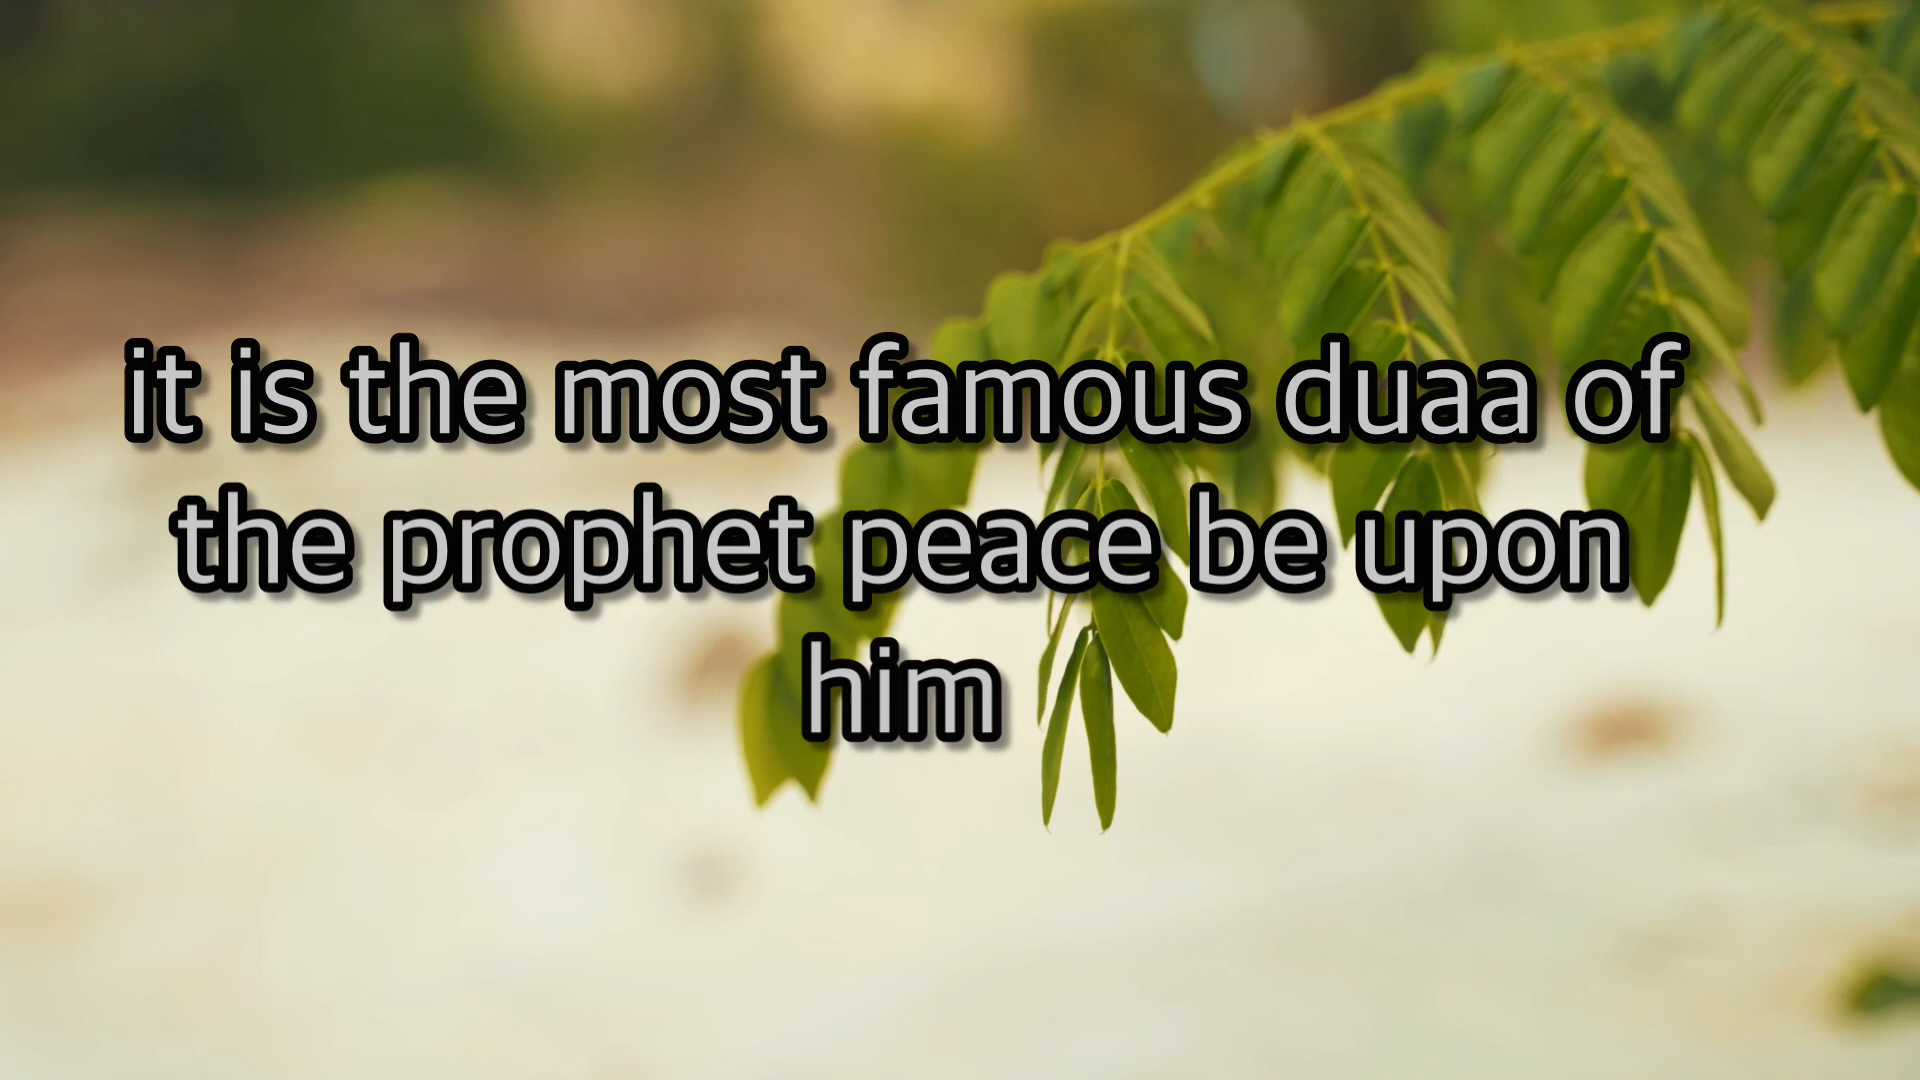 it is the most famous duaa of
the prophet peace be upon
him